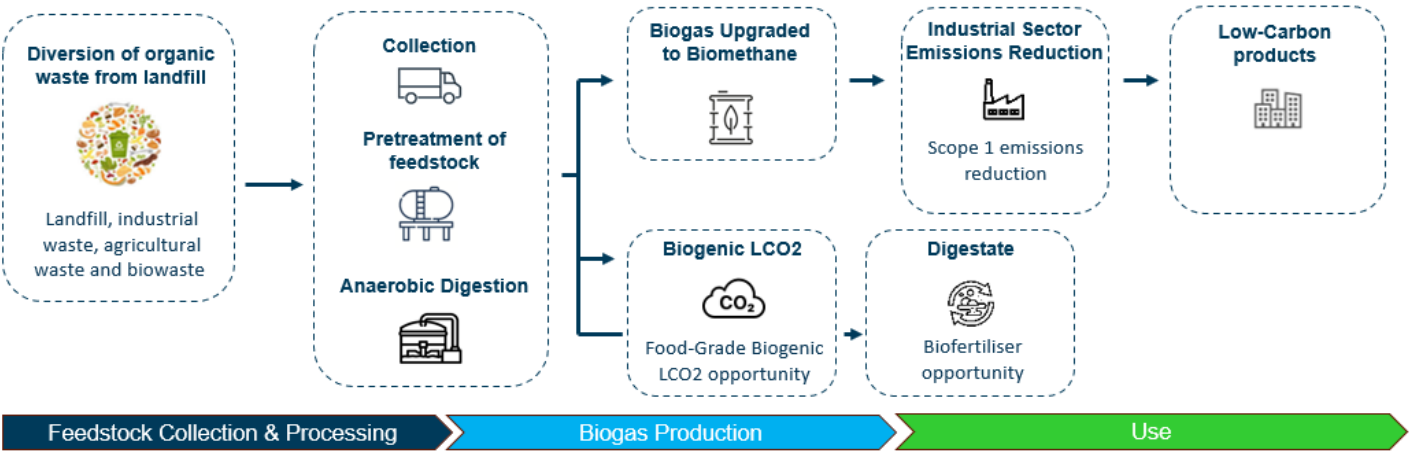 Diversion of organic
waste from landfill
Landfill, industrial
waste, agricultural
waste and biowaste
Collection
Pretreatment of
feedstock
Anaerobic Digestion
Biogas Upgraded
to Biomethane
Industrial Sector
Emissions Reduction
Scope 1 emissions
reduction
Low-Carbon
products
Biogenic LCO2
CO₂
Food-Grade Biogenic
LCO2 opportunity
Digestate
Biofertiliser
opportunity
Feedstock Collection & Processing
Biogas Production
Use